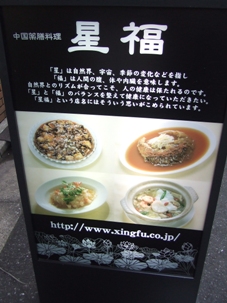 中国薬膳料理
星福
「星」は自然界、宇宙、季節の変化などを指し
「福」は人間の腹、体や内臓を意味します。
自然界とのリズムが合ってこそ、人の健康は保たれるのです。
「星」と「福」のバランスを整えて健康になっていただきたい。
「星福」という店名にはそういう思いがこめられています。
http://www.xingfu.co.jp/